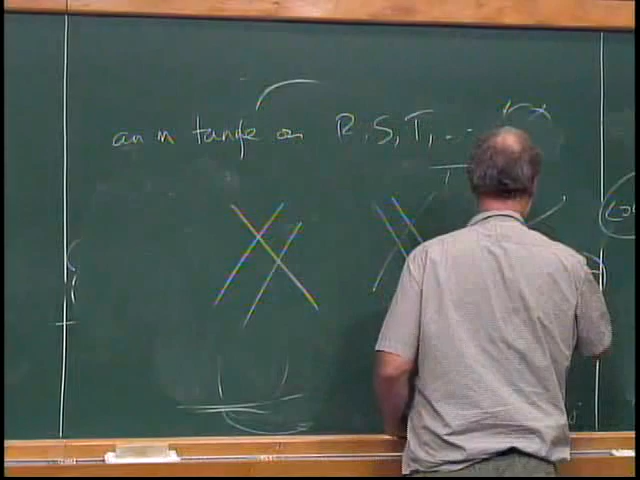 an n tangle on R, S, T, ...